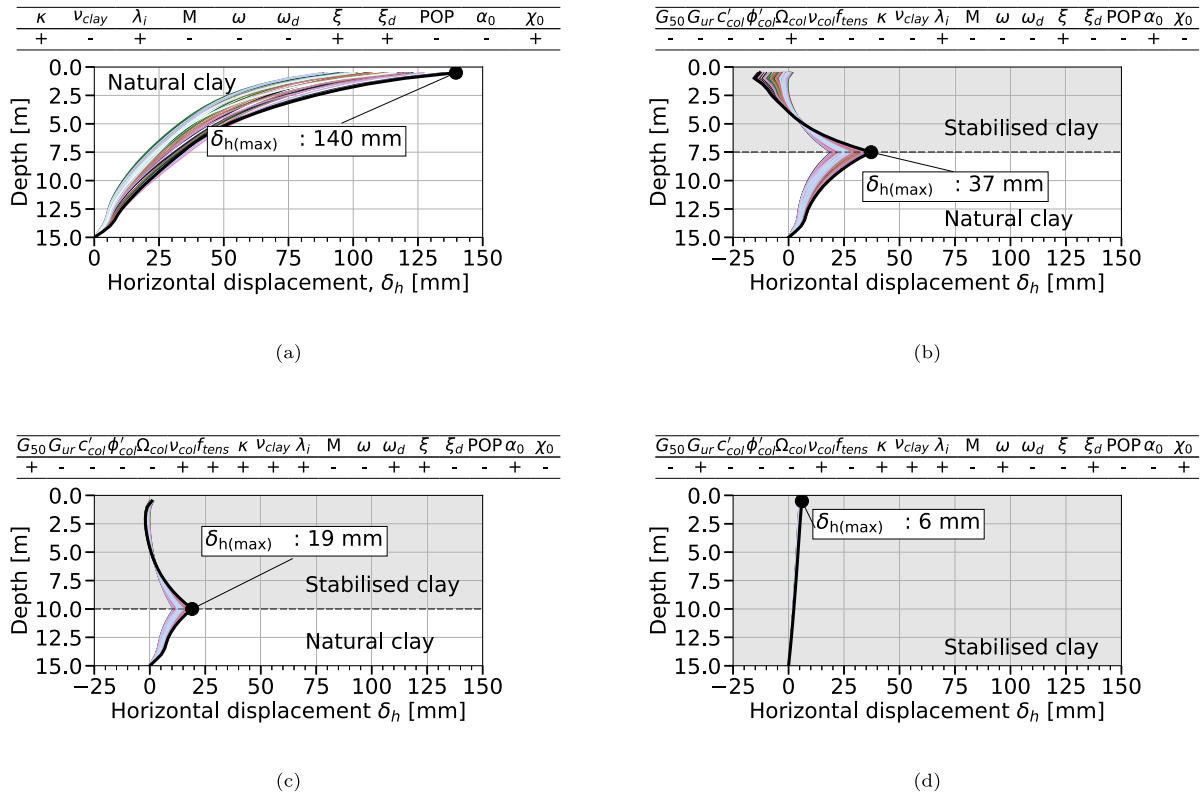 κ ν_clay λ_i M ω ω_d ξ ξ_d POP α_0 χ_0
+ - + - - - + + - - +
0.0
2.5
5.0
7.5
10.0
12.5
15.0
Depth [m]
Natural clay
δ_h(max) : 140 mm
0 25 50 75 100 125 150
Horizontal displacement, δ_h [mm]
(a)
G_50 G_ur c'_col ϕ'_col Ω_col ν_col f_tens κ ν_clay λ_i M ω ω_d ξ ξ_d POP α_0 χ_0
- - - - + - - - - + - - - + - - + -
0.0
2.5
5.0
7.5
10.0
12.5
15.0
Depth [m]
Stabilised clay
δ_h(max) : 37 mm
Natural clay
−25 0 25 50 75 100 125 150
Horizontal displacement δ_h [mm]
(b)
G_50 G_ur c'_col ϕ'_col Ω_col ν_col f_tens κ ν_clay λ_i M ω ω_d ξ ξ_d POP α_0 χ_0
+ - - - - + + + + + - - + + - - + -
0.0
2.5
5.0
7.5
10.0
12.5
15.0
Depth [m]
δ_h(max) : 19 mm
Stabilised clay
Natural clay
−25 0 25 50 75 100 125 150
Horizontal displacement δ_h [mm]
(c)
G_50 G_ur c'_col ϕ'_col Ω_col ν_col f_tens κ ν_clay λ_i M ω ω_d ξ ξ_d POP α_0 χ_0
- + - - - + - + + + - + - - + - - +
0.0
2.5
5.0
7.5
10.0
12.5
15.0
Depth [m]
δ_h(max) : 6 mm
Stabilised clay
−25 0 25 50 75 100 125 150
Horizontal displacement δ_h [mm]
(d)